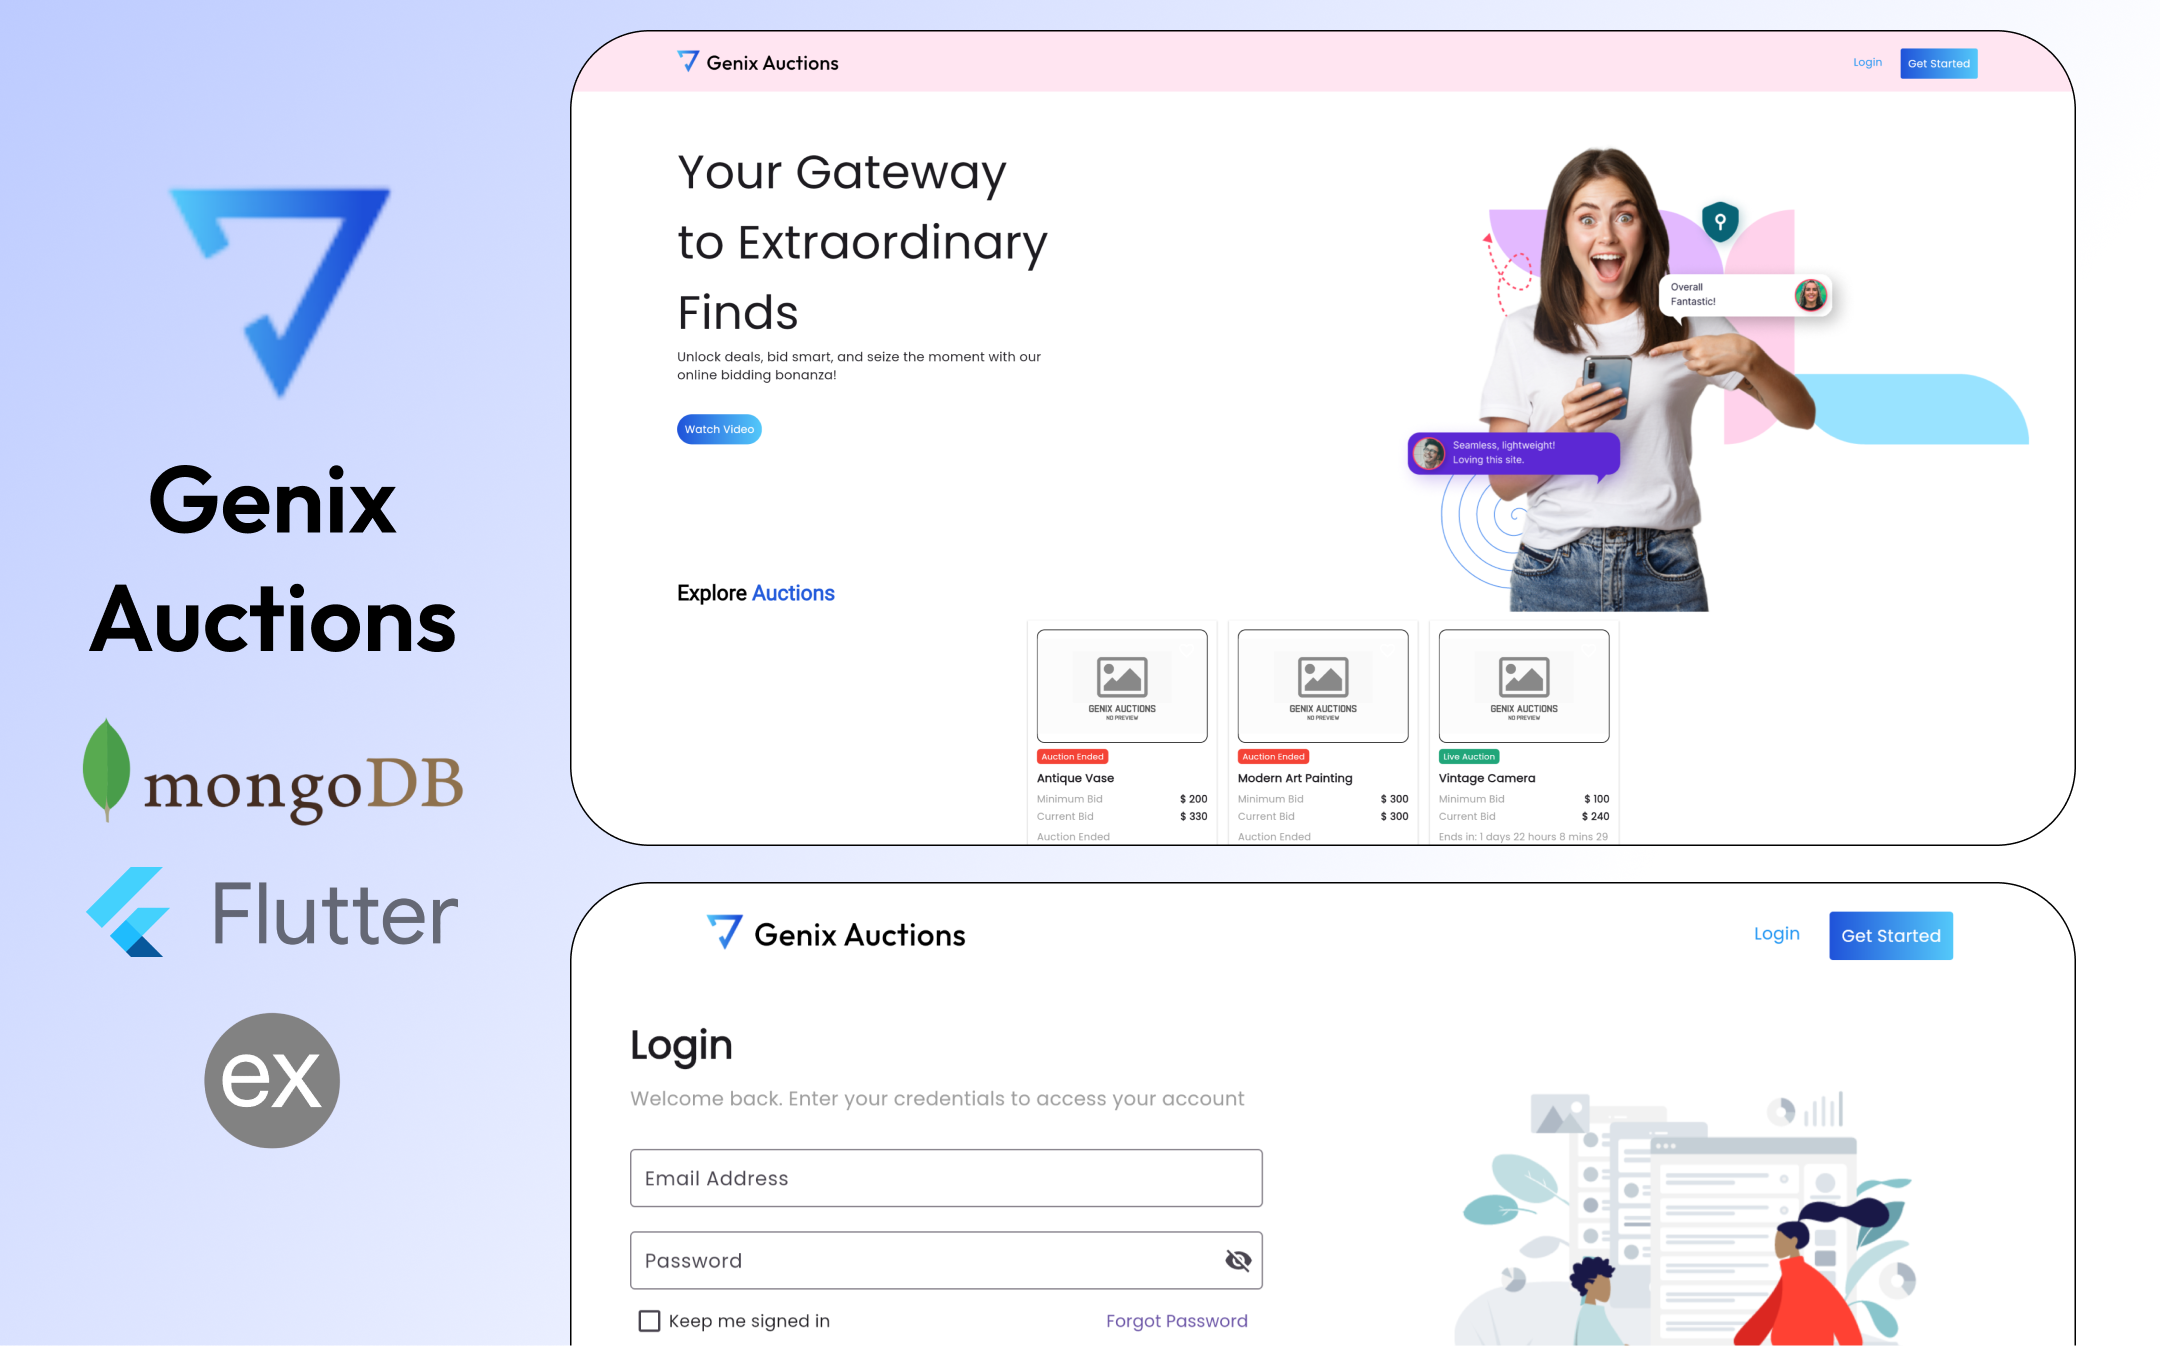 Genix
Auctions
mongoDB
Flutter
ex
Genix Auctions
Login
Get Started
Your Gateway
to Extraordinary
Finds
Unlock deals, bid smart, and seize the moment with our
online bidding bonanza!
Watch Video
Overall
Fantastic!
Seamless, lightweight!
Loving this site.
Explore Auctions
GENIX AUCTIONS
NO PREVIEW
Auction Ended
Antique Vase
Minimum Bid $ 200
Current Bid $ 330
Auction Ended
GENIX AUCTIONS
NO PREVIEW
Auction Ended
Modern Art Painting
Minimum Bid $ 300
Current Bid $ 300
Auction Ended
GENIX AUCTIONS
NO PREVIEW
Live Auction
Vintage Camera
Minimum Bid $ 100
Current Bid $ 240
Ends in: 1 days 22 hours 8 mins 29
Genix Auctions
Login
Get Started
Login
Welcome back. Enter your credentials to access your account
Email Address
Password
Keep me signed in
Forgot Password